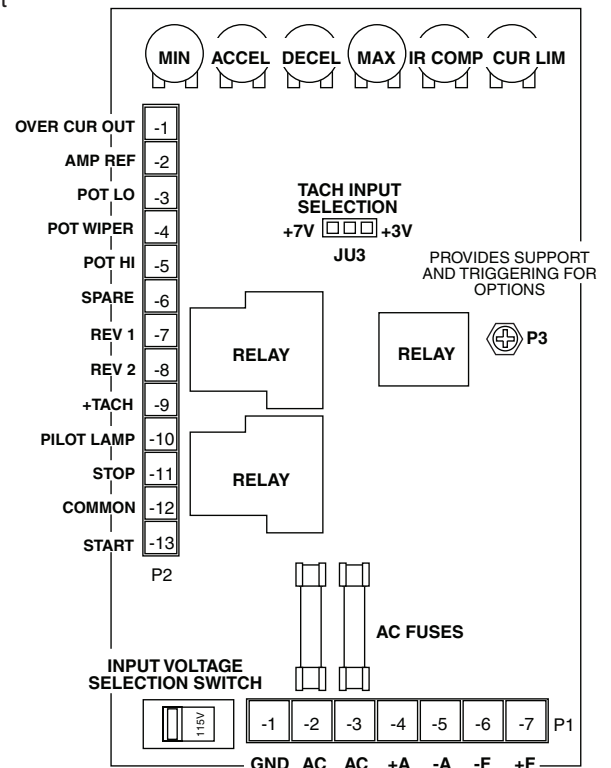 t
MIN ACCEL DECEL MAX IR COMP CUR LIM
OVER CUR OUT -1
AMP REF -2
POT LO -3
POT WIPER -4
POT HI -5
SPARE -6
REV 1 -7
REV 2 -8
+TACH -9
PILOT LAMP -10
STOP -11
COMMON -12
START -13
P2
TACH INPUT
SELECTION
+7V +3V
JU3
PROVIDES SUPPORT
AND TRIGGERING FOR
OPTIONS
RELAY
RELAY
P3
RELAY
AC FUSES
INPUT VOLTAGE
SELECTION SWITCH
115V
-1 -2 -3 -4 -5 -6 -7 P1
GND AC AC +A -A -F +F